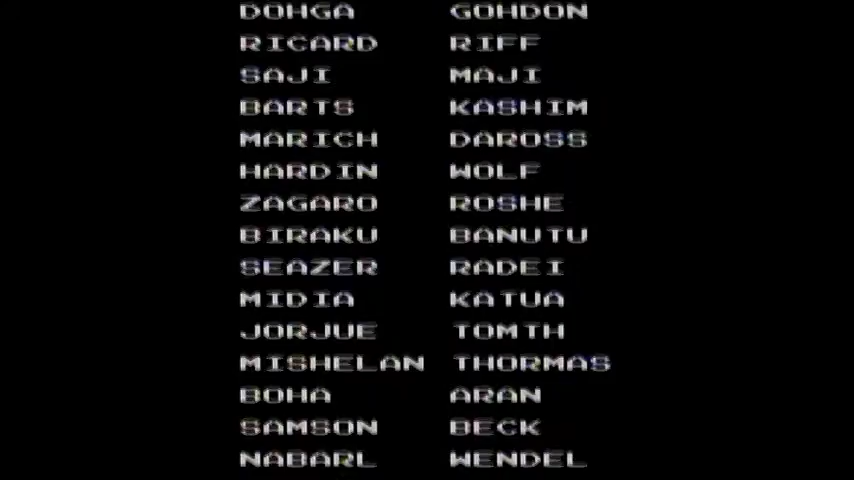 DOHGA GOHDON
RICARD RIFF
SAJI MAJI
BARTS KASHIM
MARICH DAROSS
HARDIN WOLF
ZAGARO ROSHE
BIRAKU BANUTU
SEAZER RADEI
MIDIA KATUA
JORJUE TOMTH
MISHELAN THORMAS
BOHA ARAN
SAMSON BECK
NABARL WENDEL